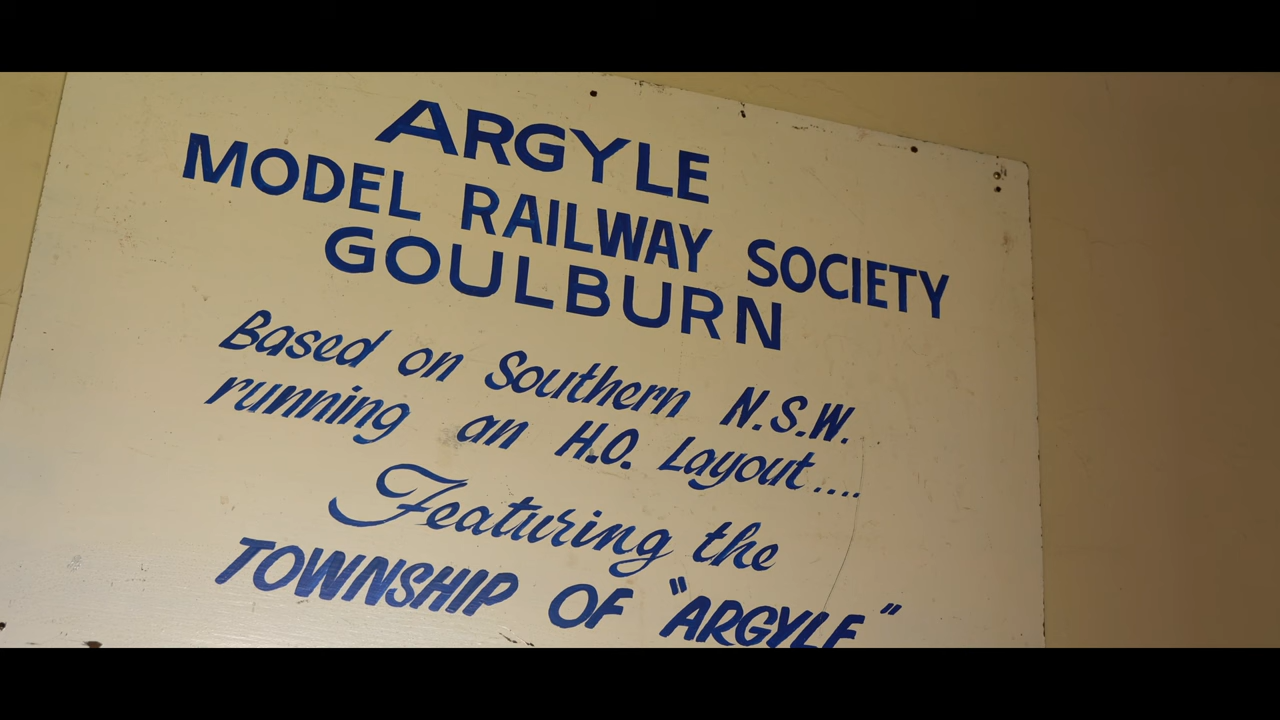 ARGYLE
MODEL RAILWAY SOCIETY
GOULBURN
Based on Southern N.S.W.
running an H.O. Layout....
Featuring the
TOWNSHIP OF "ARGYLE"